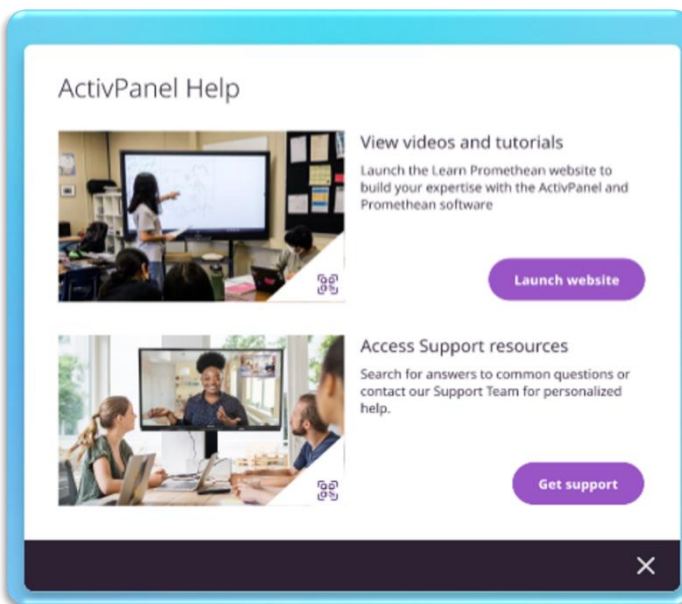 ActivPanel Help
View videos and tutorials
Launch the Learn Promethean website to
build your expertise with the ActivPanel and
Promethean software
Launch website
Access Support resources
Search for answers to common questions or
contact our Support Team for personalized
help.
Get support